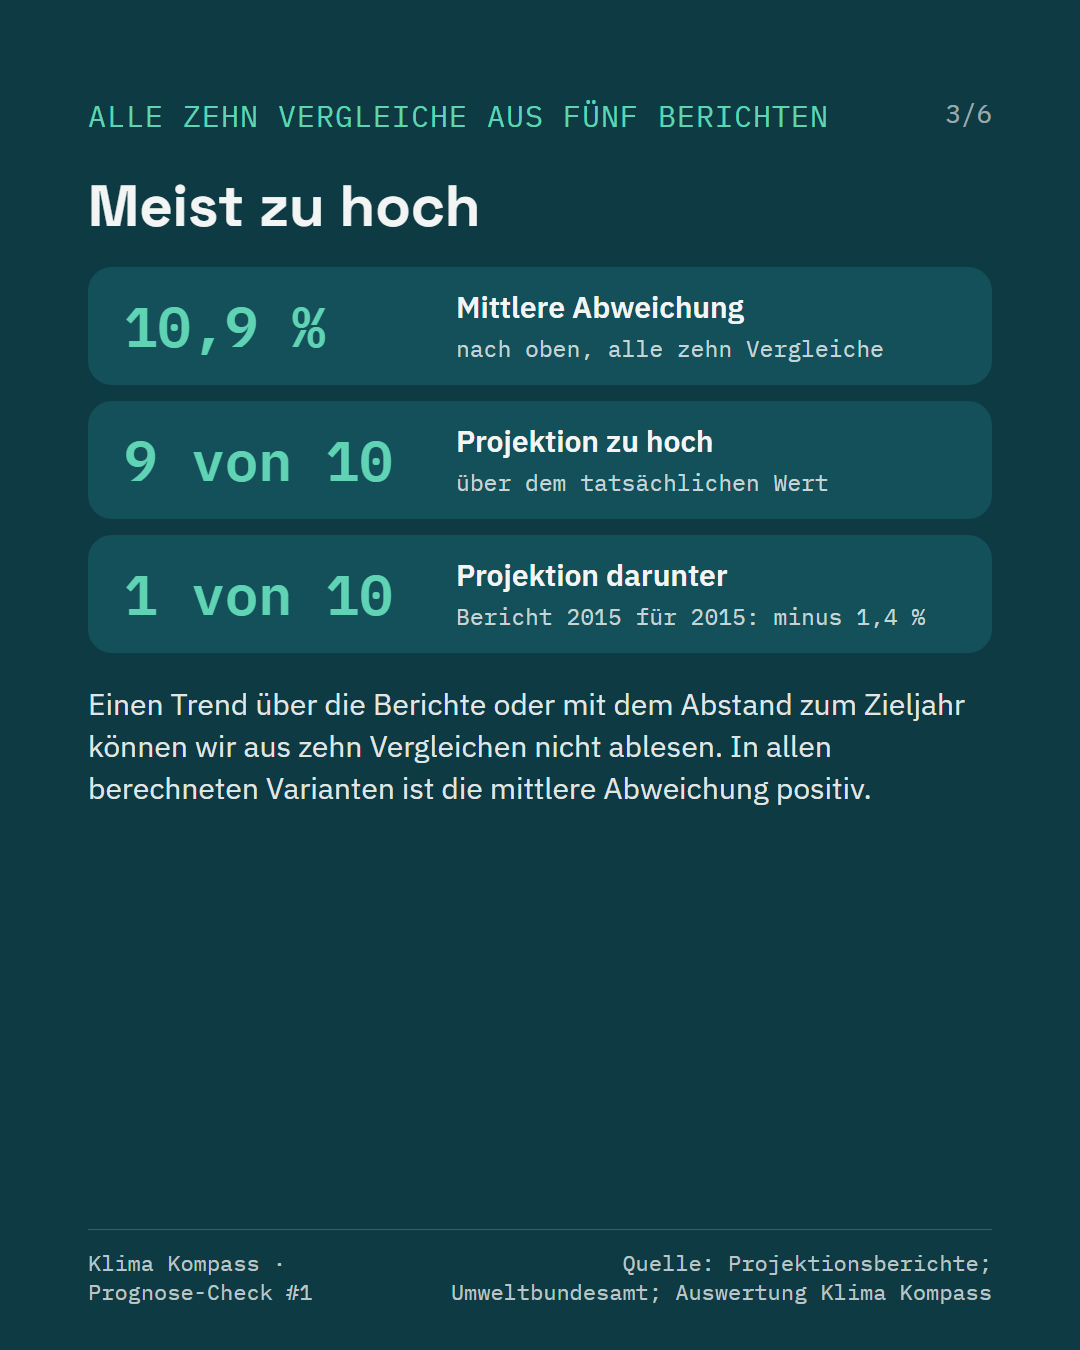 ALLE ZEHN VERGLEICHE AUS FÜNF BERICHTEN
3/6
Meist zu hoch
10,9 %
Mittlere Abweichung
nach oben, alle zehn Vergleiche
9 von 10
Projektion zu hoch
über dem tatsächlichen Wert
1 von 10
Projektion darunter
Bericht 2015 für 2015: minus 1,4 %
Einen Trend über die Berichte oder mit dem Abstand zum Zieljahr
können wir aus zehn Vergleichen nicht ablesen. In allen
berechneten Varianten ist die mittlere Abweichung positiv.
Klima Kompass ·
Prognose-Check #1
Quelle: Projektionsberichte;
Umweltbundesamt; Auswertung Klima Kompass